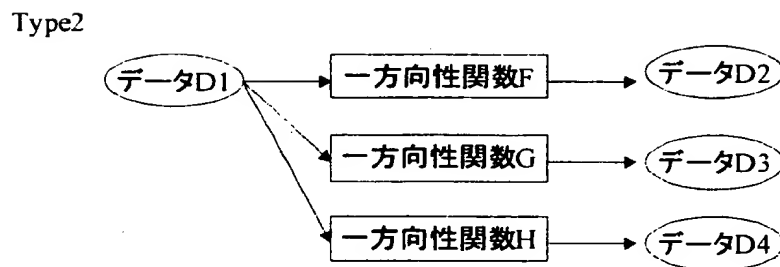 Type2
データD1
一方向性関数F
データD2
一方向性関数G
データD3
一方向性関数H
データD4